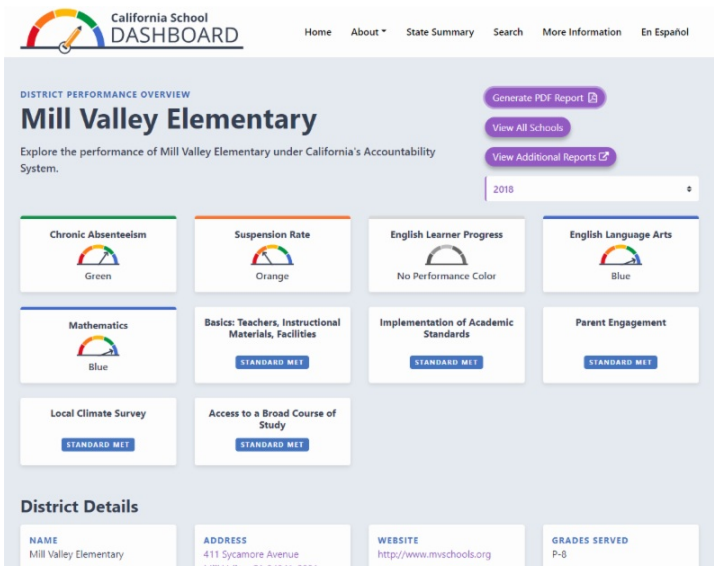 California School
DASHBOARD
Home About State Summary Search More Information En Español
DISTRICT PERFORMANCE OVERVIEW
Mill Valley Elementary
Explore the performance of Mill Valley Elementary under California's Accountability
System.
Generate PDF Report
View All Schools
View Additional Reports
2018
Chronic Absenteeism
Green
Suspension Rate
Orange
English Learner Progress
No Performance Color
English Language Arts
Blue
Mathematics
Blue
Basics: Teachers, Instructional
Materials, Facilities
STANDARD MET
Implementation of Academic
Standards
STANDARD MET
Parent Engagement
STANDARD MET
Local Climate Survey
STANDARD MET
Access to a Broad Course of
Study
STANDARD MET
District Details
NAME
Mill Valley Elementary
ADDRESS
411 Sycamore Avenue
WEBSITE
http://www.mvschools.org
GRADES SERVED
P-8